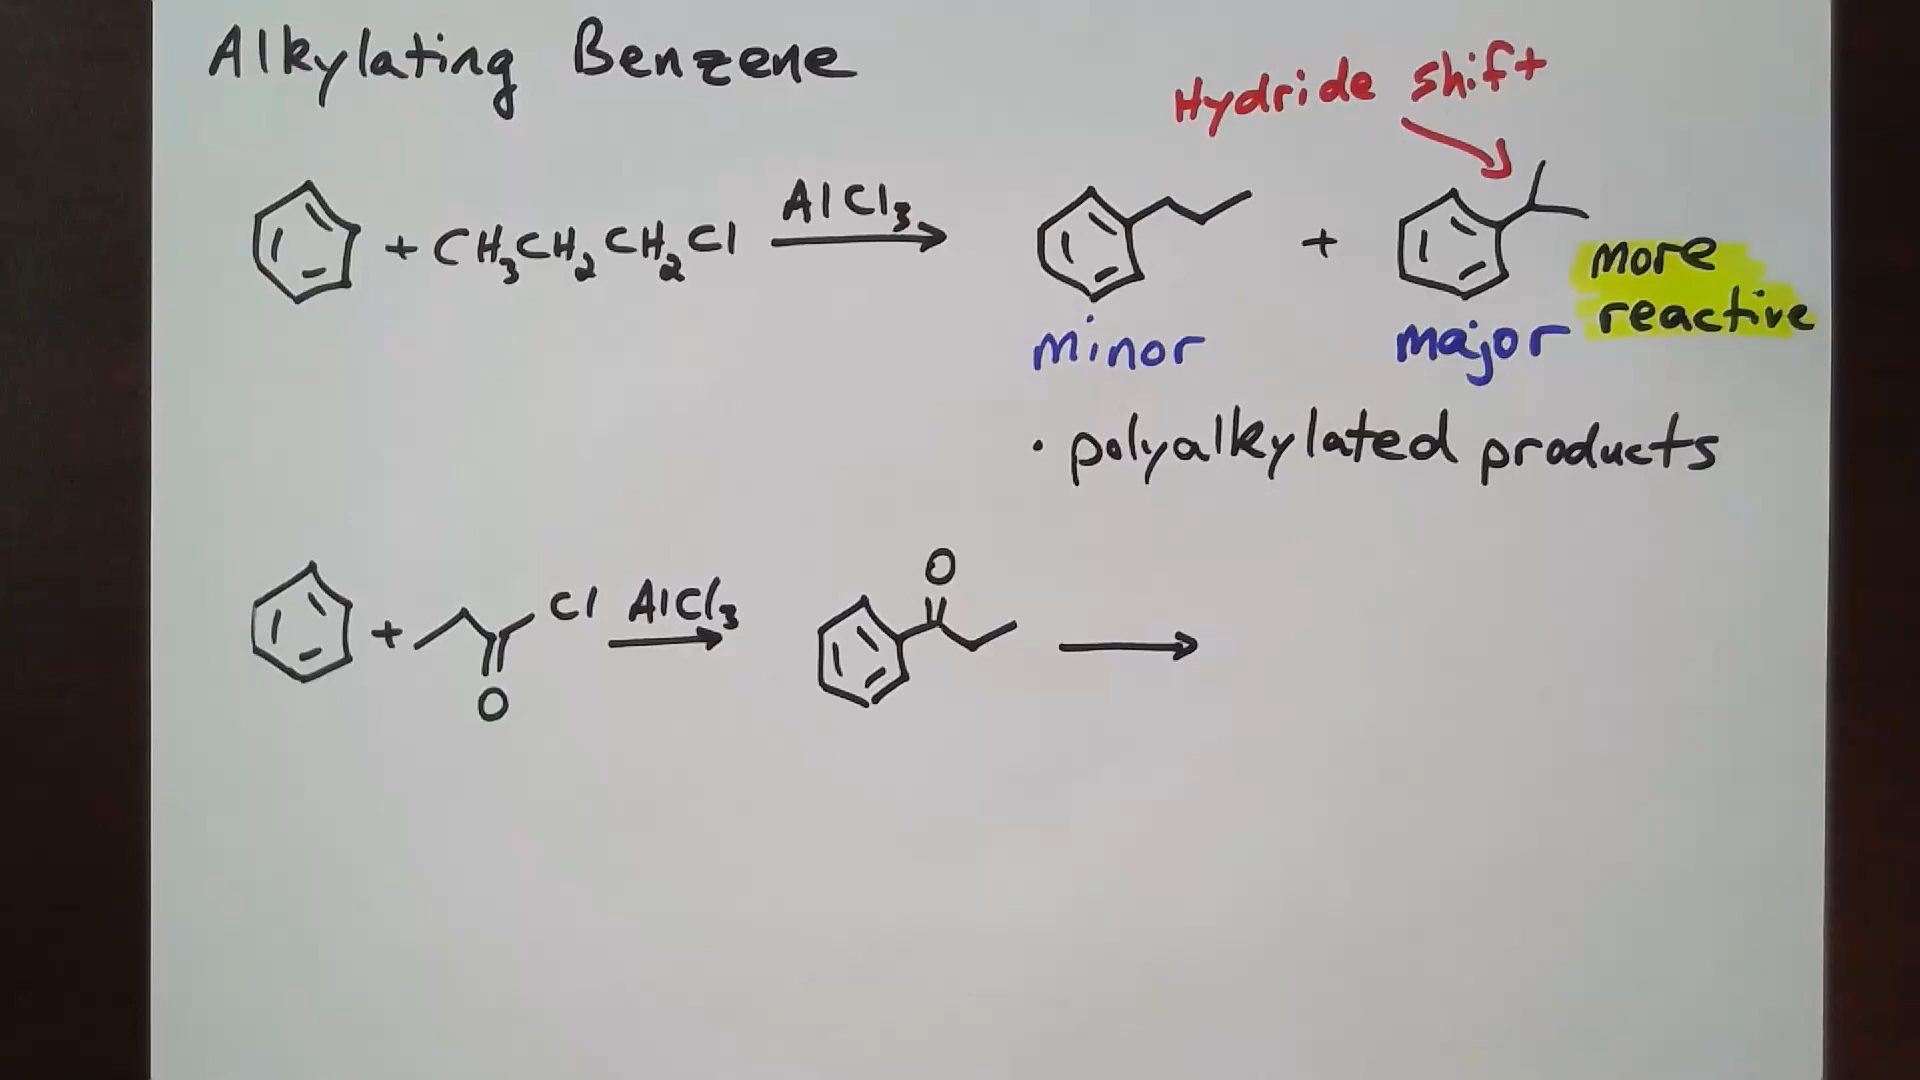 Alkylating Benzene
Hydride shift
+ CH₃CH₂CH₂Cl AlCl₃ +
more
reactive
minor major
• polyalkylated products
+ Cl O AlCl₃ O